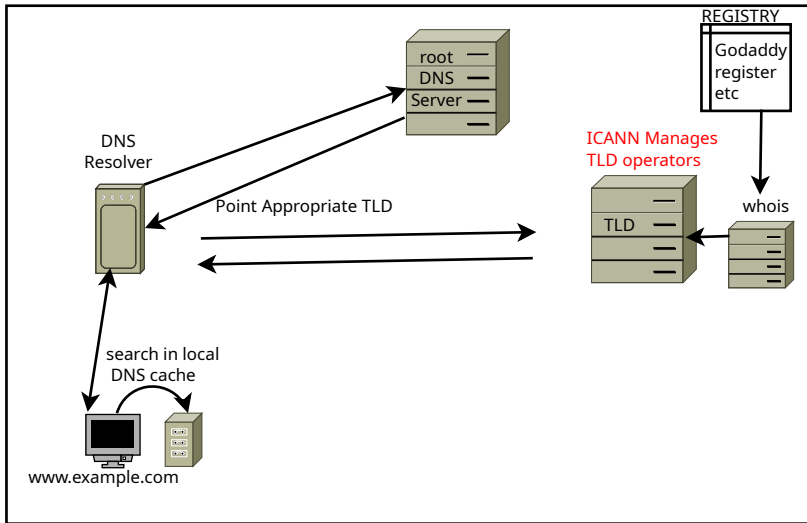 REGISTRY
Godaddy
register
etc
root
DNS
Server
DNS
Resolver
ICANN Manages
TLD operators
Point Appropriate TLD
TLD
whois
search in local
DNS cache
www.example.com